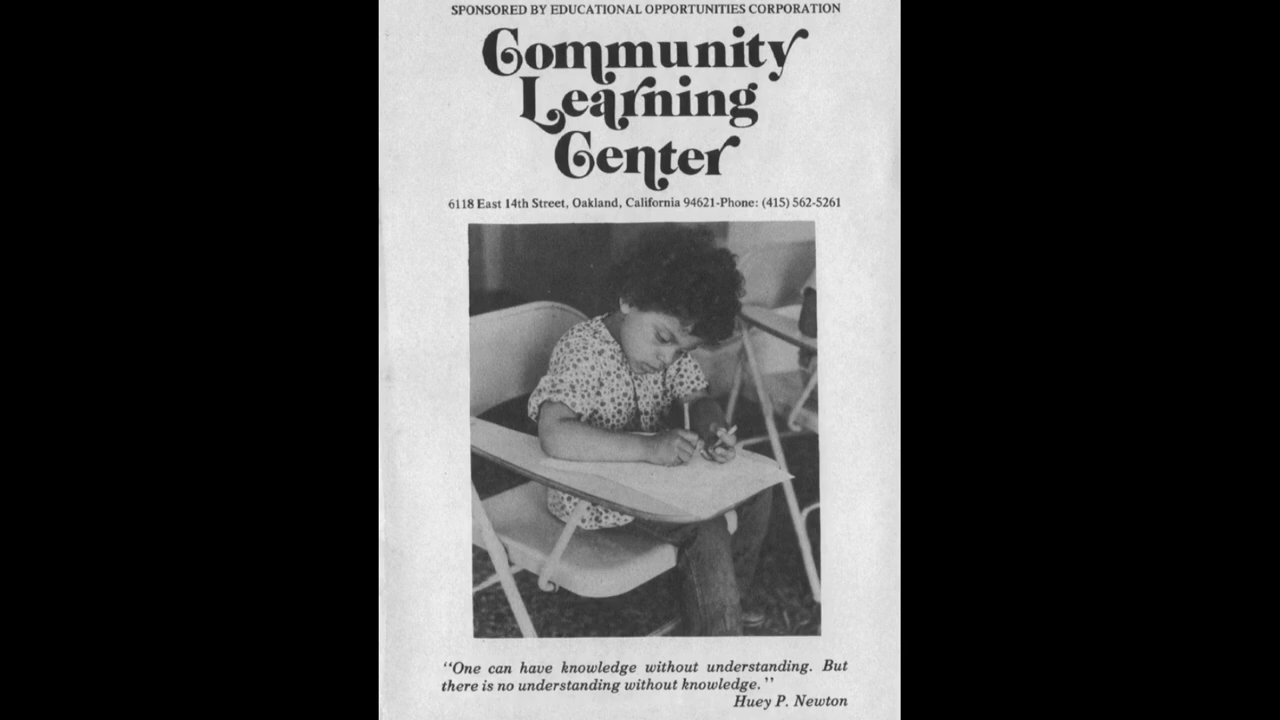 SPONSORED BY EDUCATIONAL OPPORTUNITIES CORPORATION
Community
Learning
Center
6118 East 14th Street, Oakland, California 94621-Phone: (415) 562-5261
“One can have knowledge without understanding. But
there is no understanding without knowledge.”
Huey P. Newton